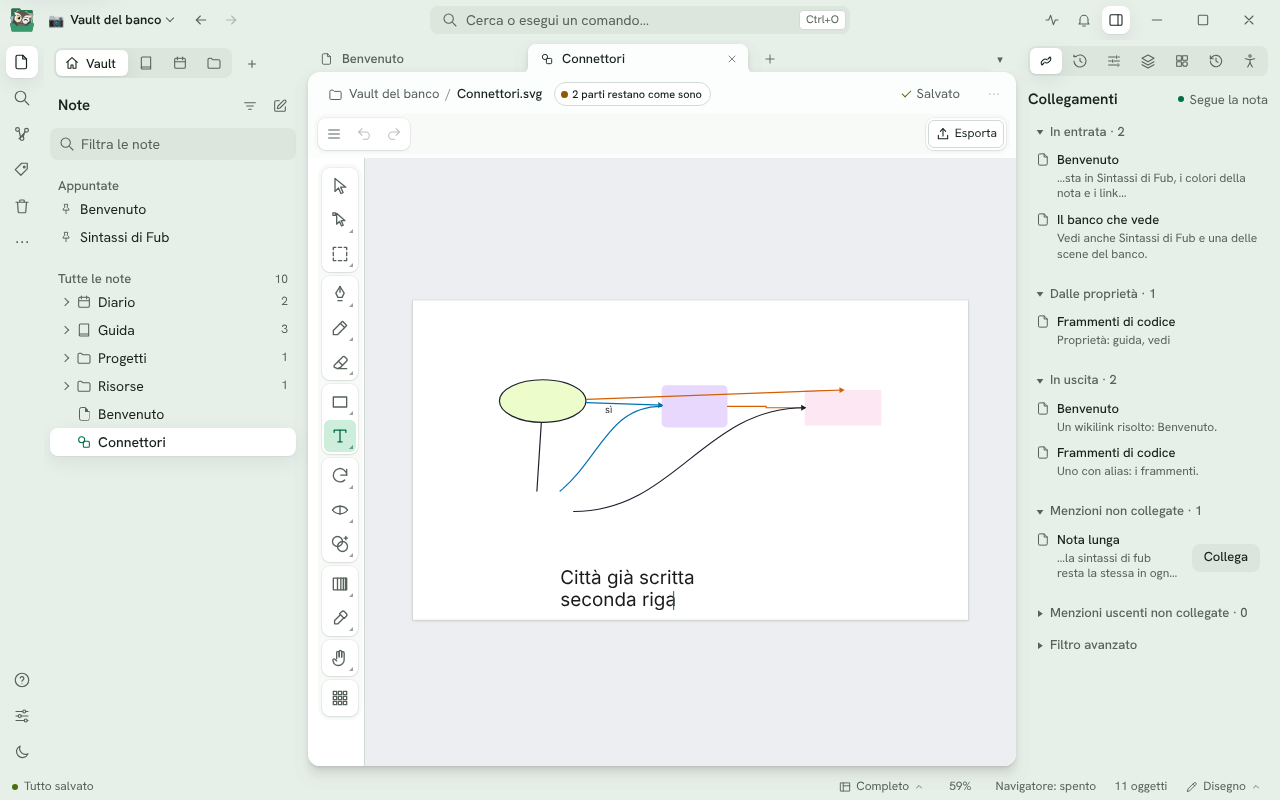 Vault del banco
Cerca o esegui un comando...
Ctrl+O
Vault
Benvenuto
Connettori
Note
Filtra le note
Appuntate
Benvenuto
Sintassi di Fub
Tutte le note 10
Diario 2
Guida 3
Progetti 1
Risorse 1
Benvenuto
Connettori
Vault del banco / Connettori.svg
2 parti restano come sono
Salvato
Esporta
sì
Città già scritta
seconda riga
Collegamenti
Segue la nota
In entrata · 2
Benvenuto
...sta in Sintassi di Fub, i colori della
nota e i link...
Il banco che vede
Vedi anche Sintassi di Fub e una delle
scene del banco.
Dalle proprietà · 1
Frammenti di codice
Proprietà: guida, vedi
In uscita · 2
Benvenuto
Un wikilink risolto: Benvenuto.
Frammenti di codice
Uno con alias: i frammenti.
Menzioni non collegate · 1
Nota lunga
...la sintassi di fub
resta la stessa in ogn...
Collega
Menzioni uscenti non collegate · 0
Filtro avanzato
Tutto salvato
Completo
59%
Navigatore: spento
11 oggetti
Disegno